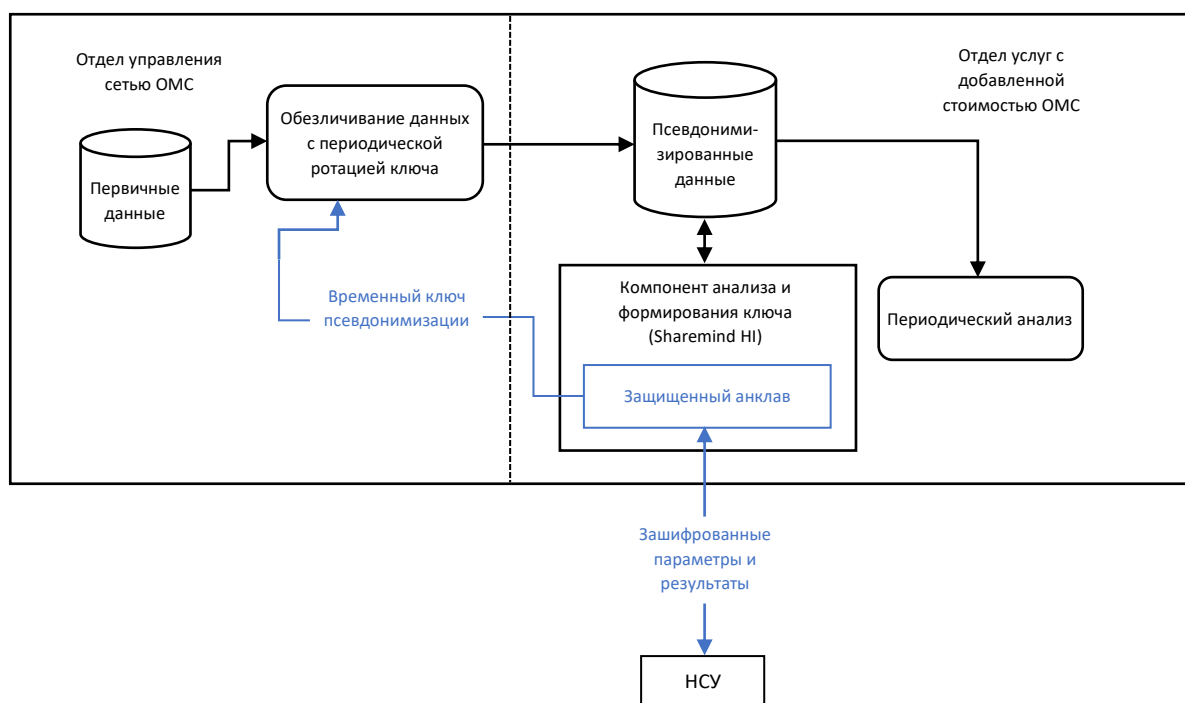 Отдел управления
сетью ОМС
Первичные
данные
Обезличивание данных
с периодической
ротацией ключа
Временный ключ
псевдонимизации
Псевдоними-
зированные
данные
Отдел услуг с
добавленной
стоимостью ОМС
Компонент анализа и
формирования ключа
(Sharemind HI)
Защищенный анклав
Периодический анализ
Зашифрованные
параметры и
результаты
НСУ